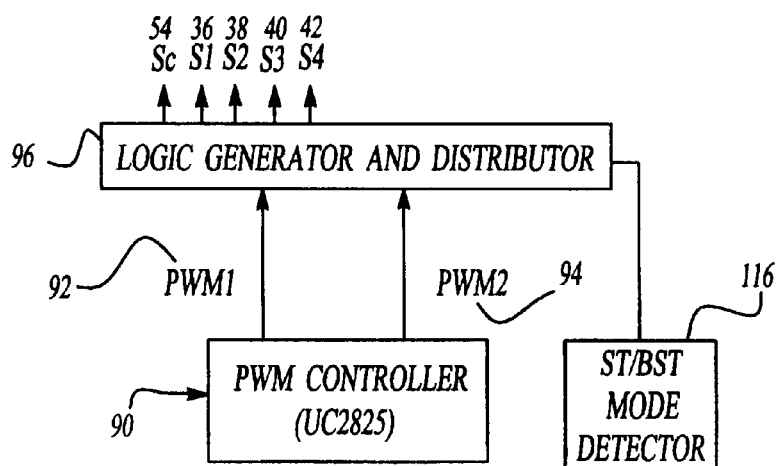 54 36 38 40 42
Sc S1 S2 S3 S4
96
LOGIC GENERATOR AND DISTRIBUTOR
92
PWM1
PWM2
94
116
90
PWM CONTROLLER
(UC2825)
ST/BST
MODE
DETECTOR